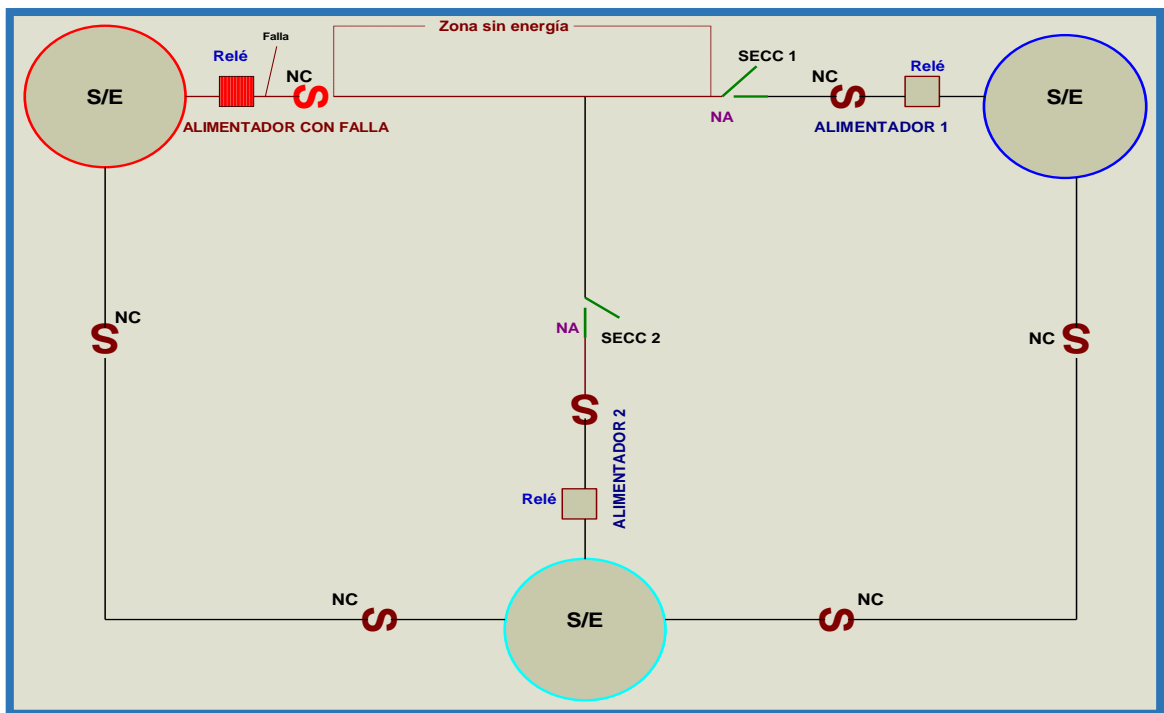 Zona sin energía
Falla
Relé
NC
S
S/E
ALIMENTADOR CON FALLA
SECC 1
NA
NC
S
Relé
ALIMENTADOR 1
S/E
NC
S
NA
SECC 2
S
ALIMENTADOR 2
Relé
NC
S
NC
S
S/E
NC
S